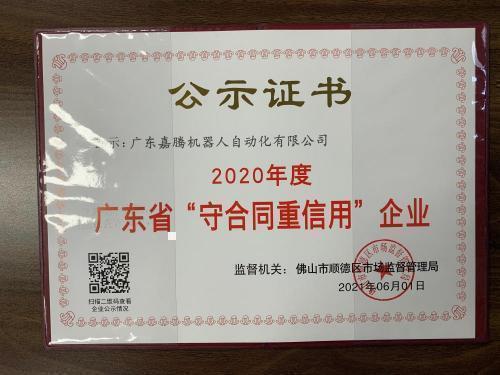 公示证书
示：广东嘉腾机器人自动化有限公司
2020年度
广东省“守合同重信用”企业
监督机关： 佛山市顺德区市场监督管理局
2021年06月01日
扫描二维码查看
企业公示情况